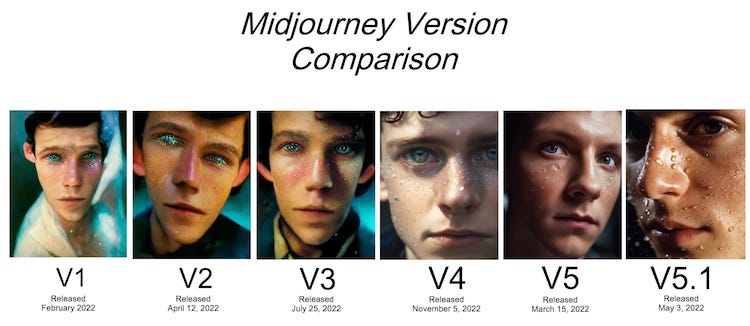 Midjourney Version
Comparison
V1
Released
February 2022
V2
Released
April 12, 2022
V3
Released
July 25, 2022
V4
Released
November 5, 2022
V5
Released
March 15, 2022
V5.1
Released
May 3, 2022